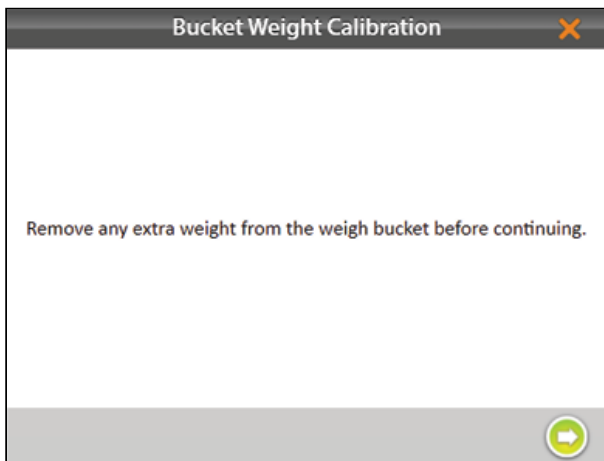 Bucket Weight Calibration
Remove any extra weight from the weigh bucket before continuing.